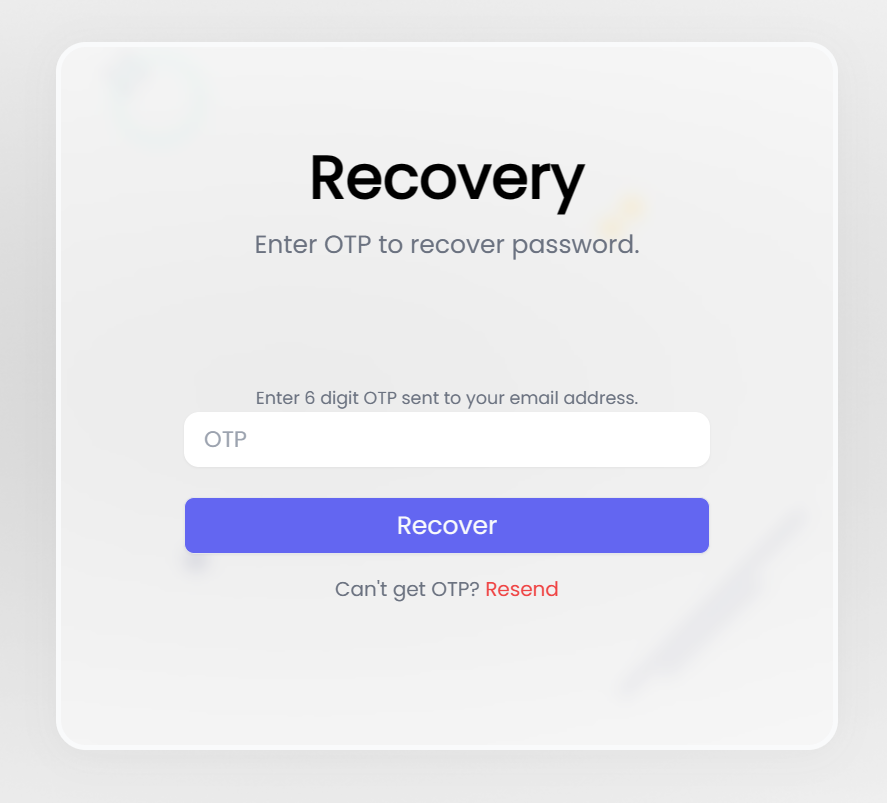 Recovery
Enter OTP to recover password.
Enter 6 digit OTP sent to your email address.
OTP
Recover
Can't get OTP? Resend